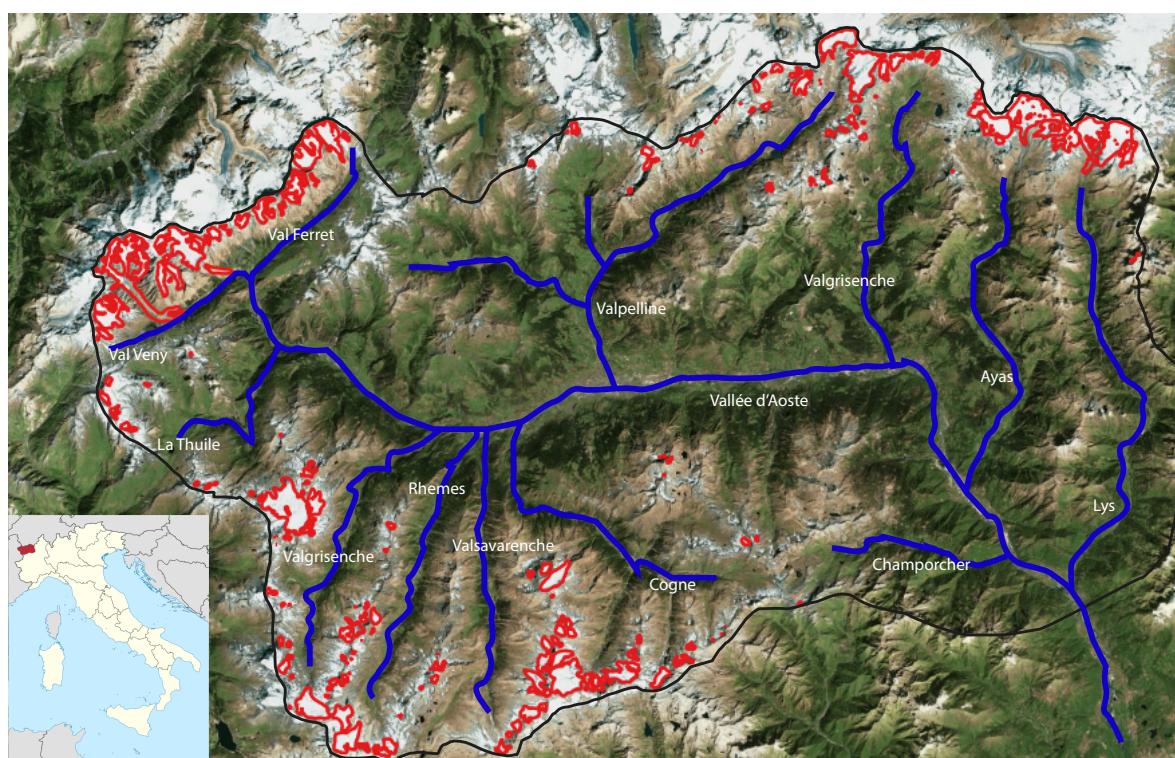 Val Ferret
Valgrisenche
Valpelline
Val Veny
Ayas
Vallée d'Aoste
La Thuile
Rhemes
Lys
Valgrisenche
Valsavarenche
Champorcher
Cogne